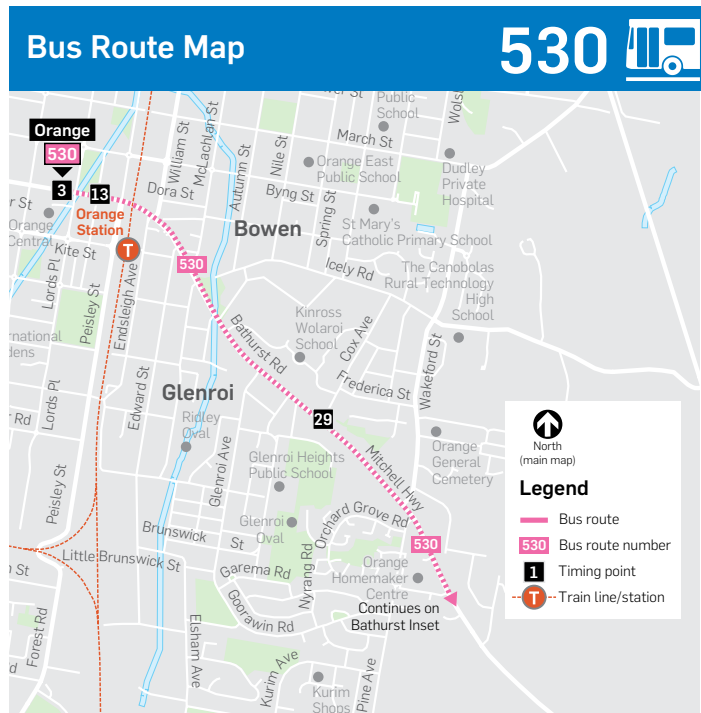 Bus Route Map
530
Orange
530
3
13
Orange
Station
T
William St
McLachlan St
Autumn St
Nile St
March St
Public
School
Orange East
Public School
Dudley
Private
Hospital
Dora St
Byng St
Spring St
St Mary's
Catholic Primary School
Bowen
Orange
Central
Kite St
Lords Pl
Peisley St
Endsleigh Ave
530
Icely Rd
The Canobolas
Rural Technology
High
School
Kinross
Wolaroi
School
Cox Ave
Bathurst Rd
Frederica St
Wakeford St
Lords Pl
Edward St
Glenroi
Ridley
Oval
29
Glenroi Ave
Glenroi Heights
Public School
Mitchell Hwy
Orange
General
Cemetery
Peisley St
Brunswick St
Glenroi
Oval
Orchard Grove Rd
530
Little Brunswick St
Garema Rd
Nyrang Rd
Orange
Homemaker
Centre
Continues on
Bathurst Inset
Goorawin Rd
Forest Rd
Elsham Ave
Kurim Ave
Kurim
Shops
Pine Ave
North
(main map)
Legend
Bus route
530 Bus route number
1 Timing point
T Train line/station